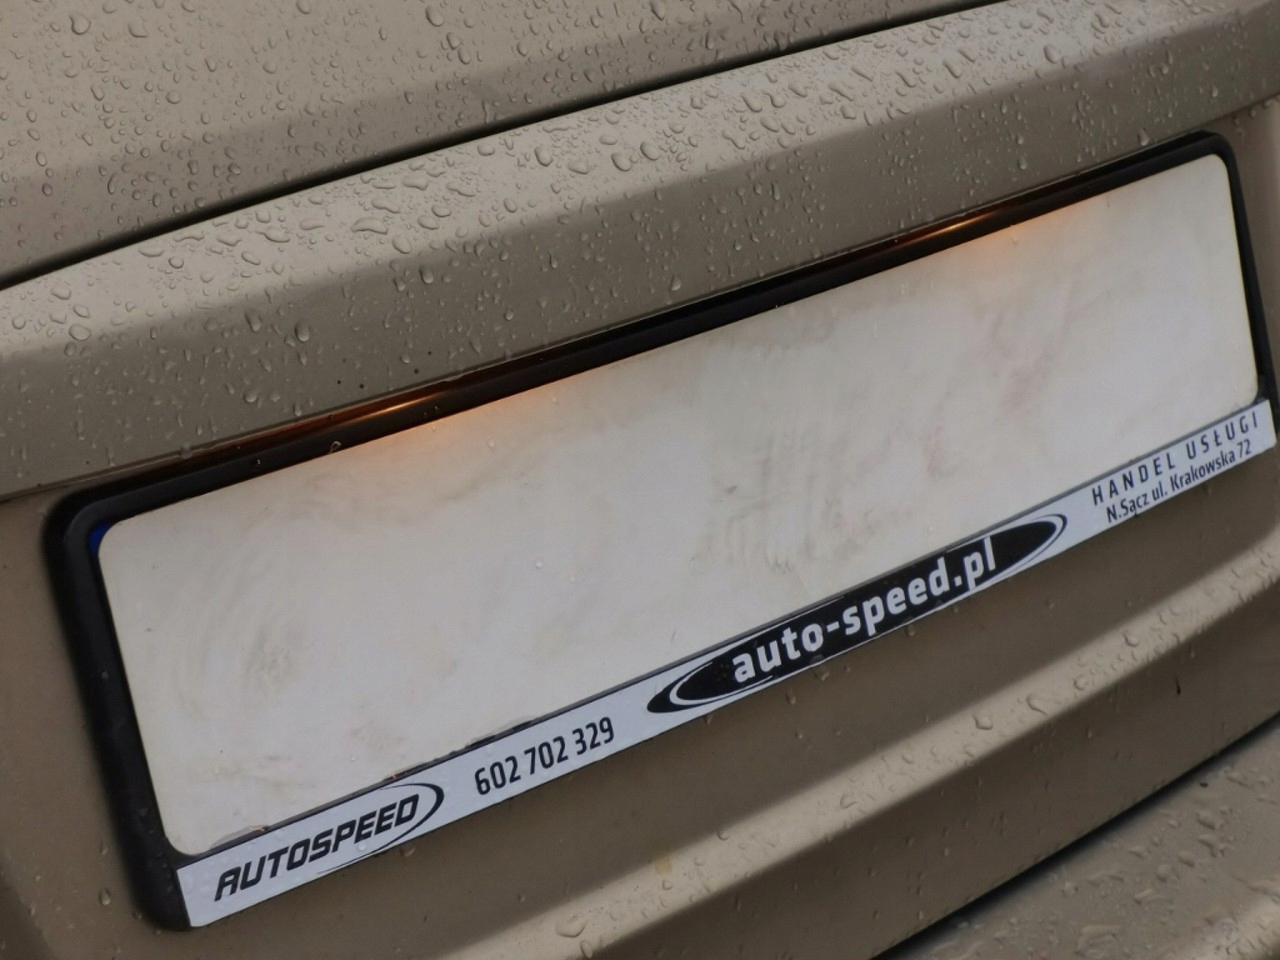 AUTOSPEED 602 702 329 auto-speed.pl
HANDEL USŁUGI
N.Sącz ul. Krakowska 72